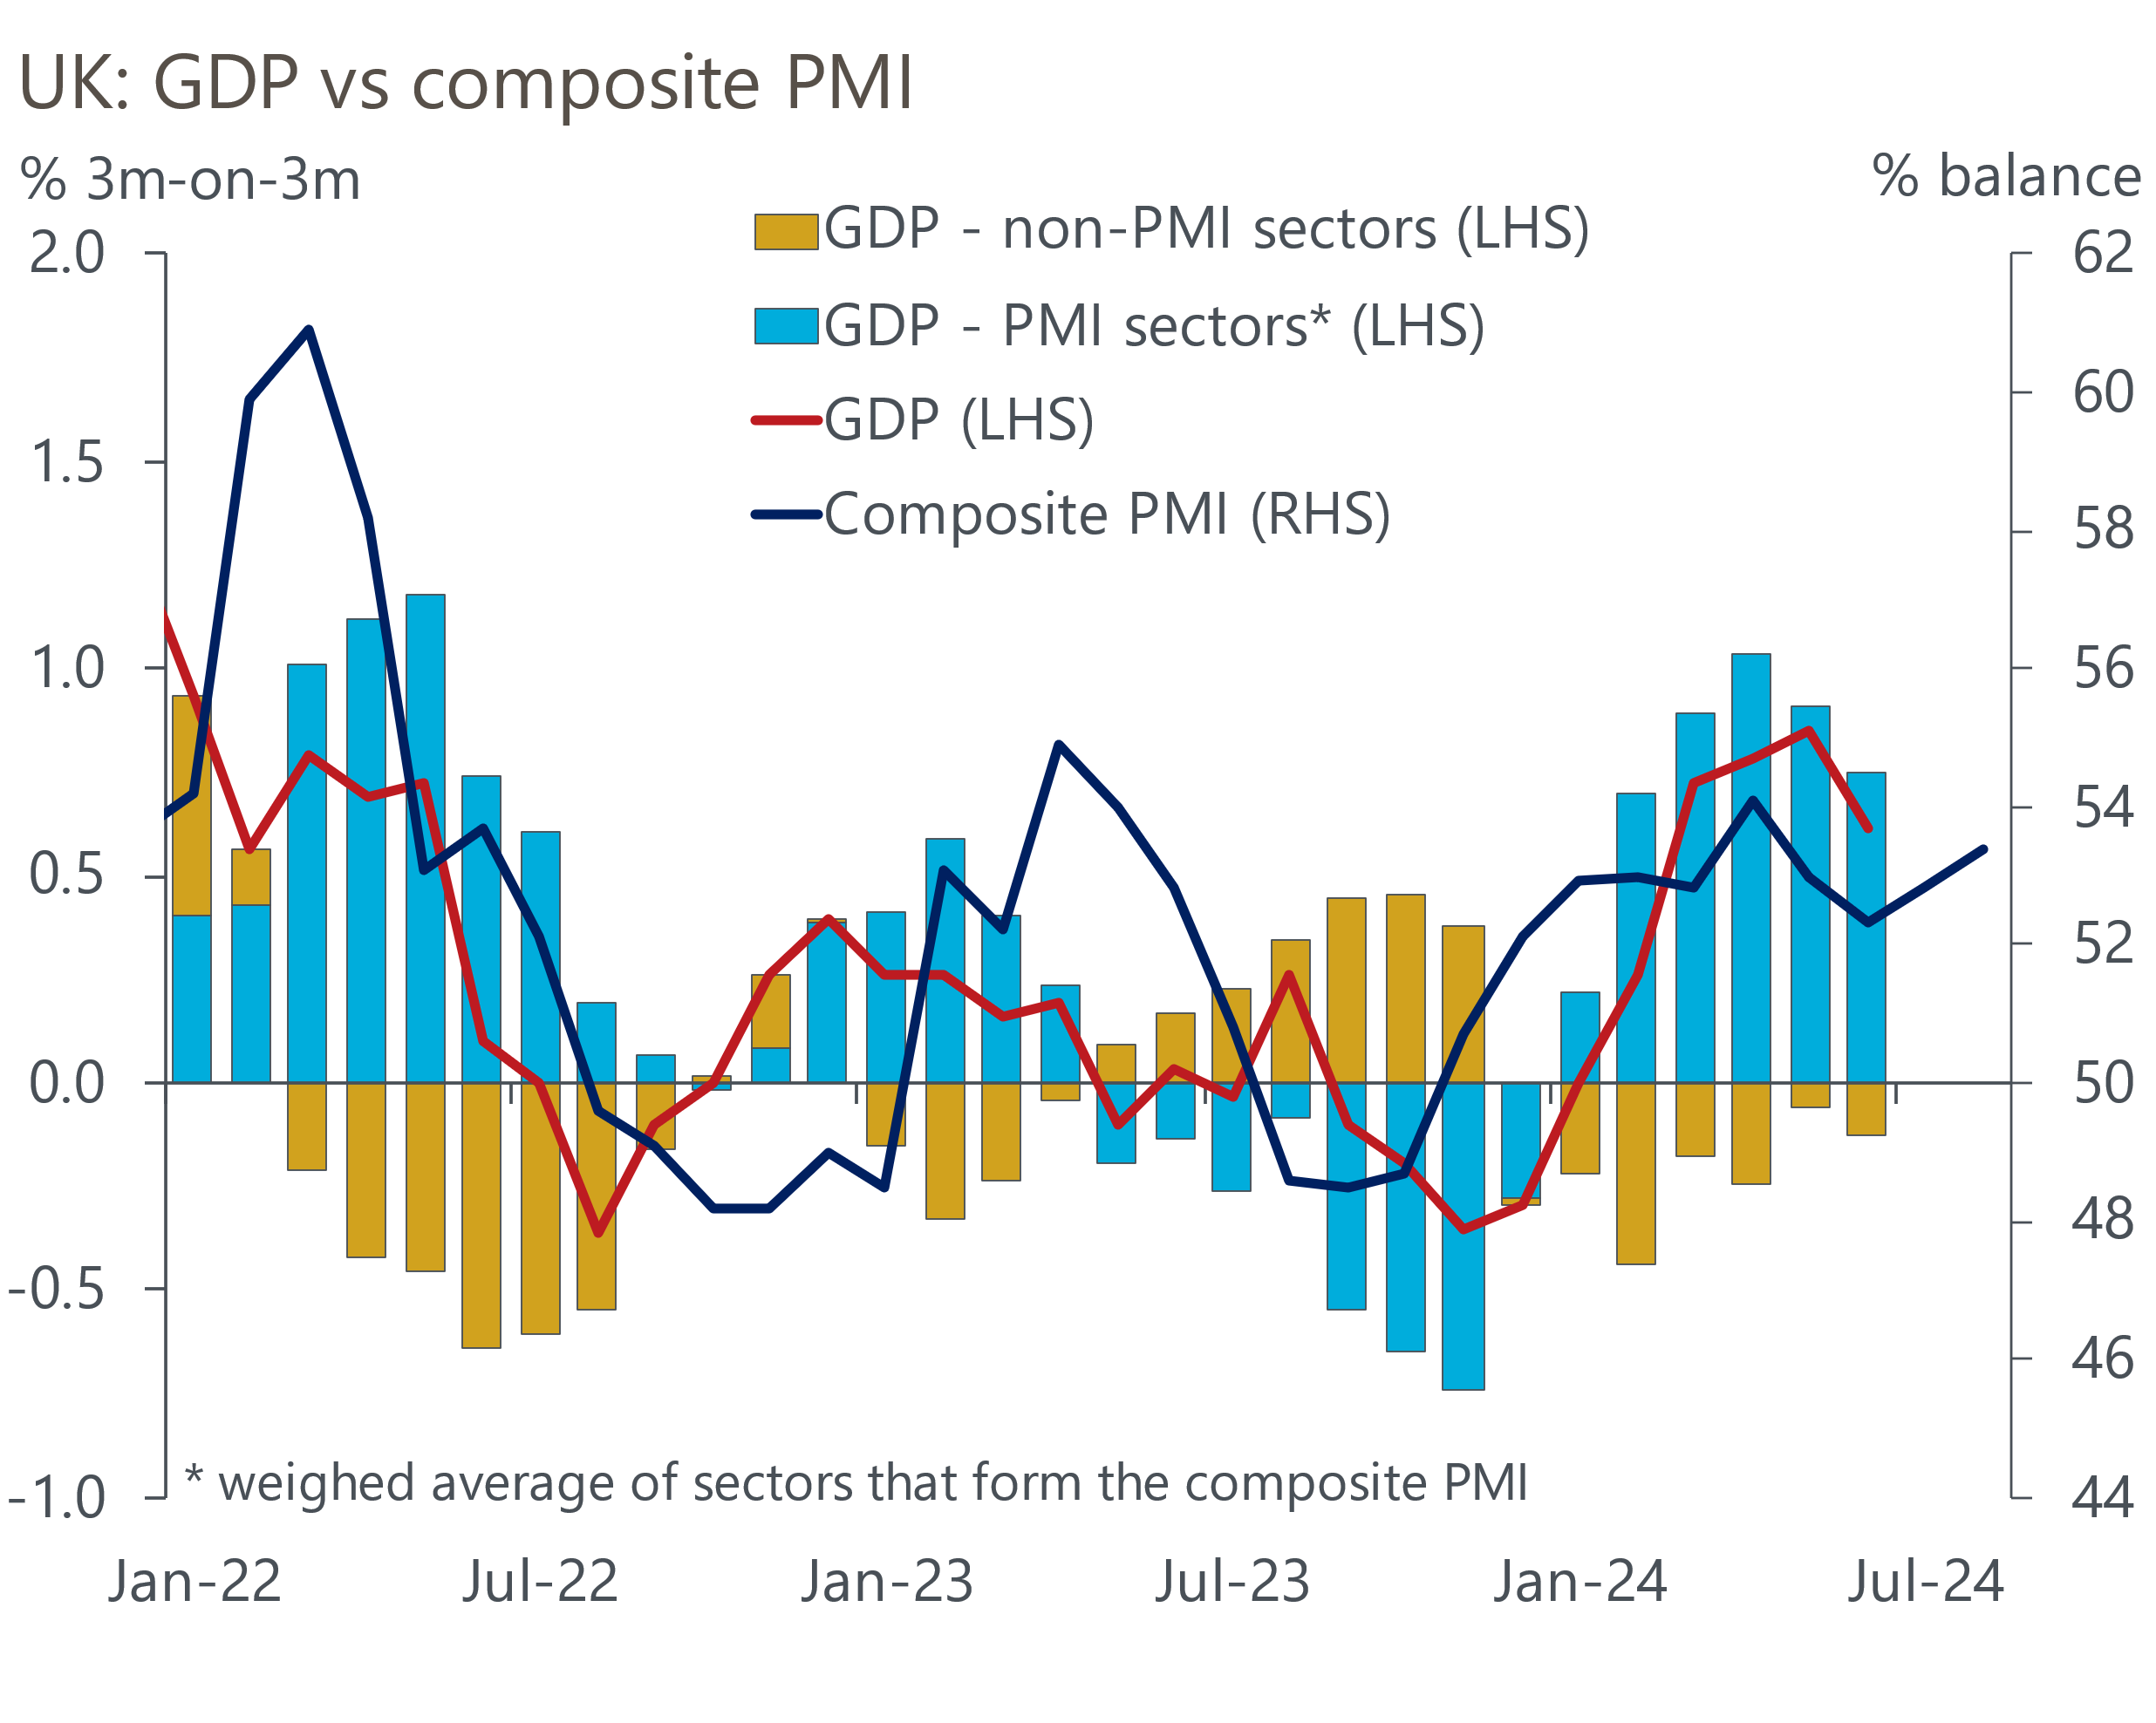 UK: GDP vs composite PMI
% 3m-on-3m
% balance
GDP - non-PMI sectors (LHS)
GDP - PMI sectors* (LHS)
GDP (LHS)
Composite PMI (RHS)
2.0
1.5
1.0
0.5
0.0
-0.5
-1.0
62
60
58
56
54
52
50
48
46
44
* weighed average of sectors that form the composite PMI
Jan-22 Jul-22 Jan-23 Jul-23 Jan-24 Jul-24